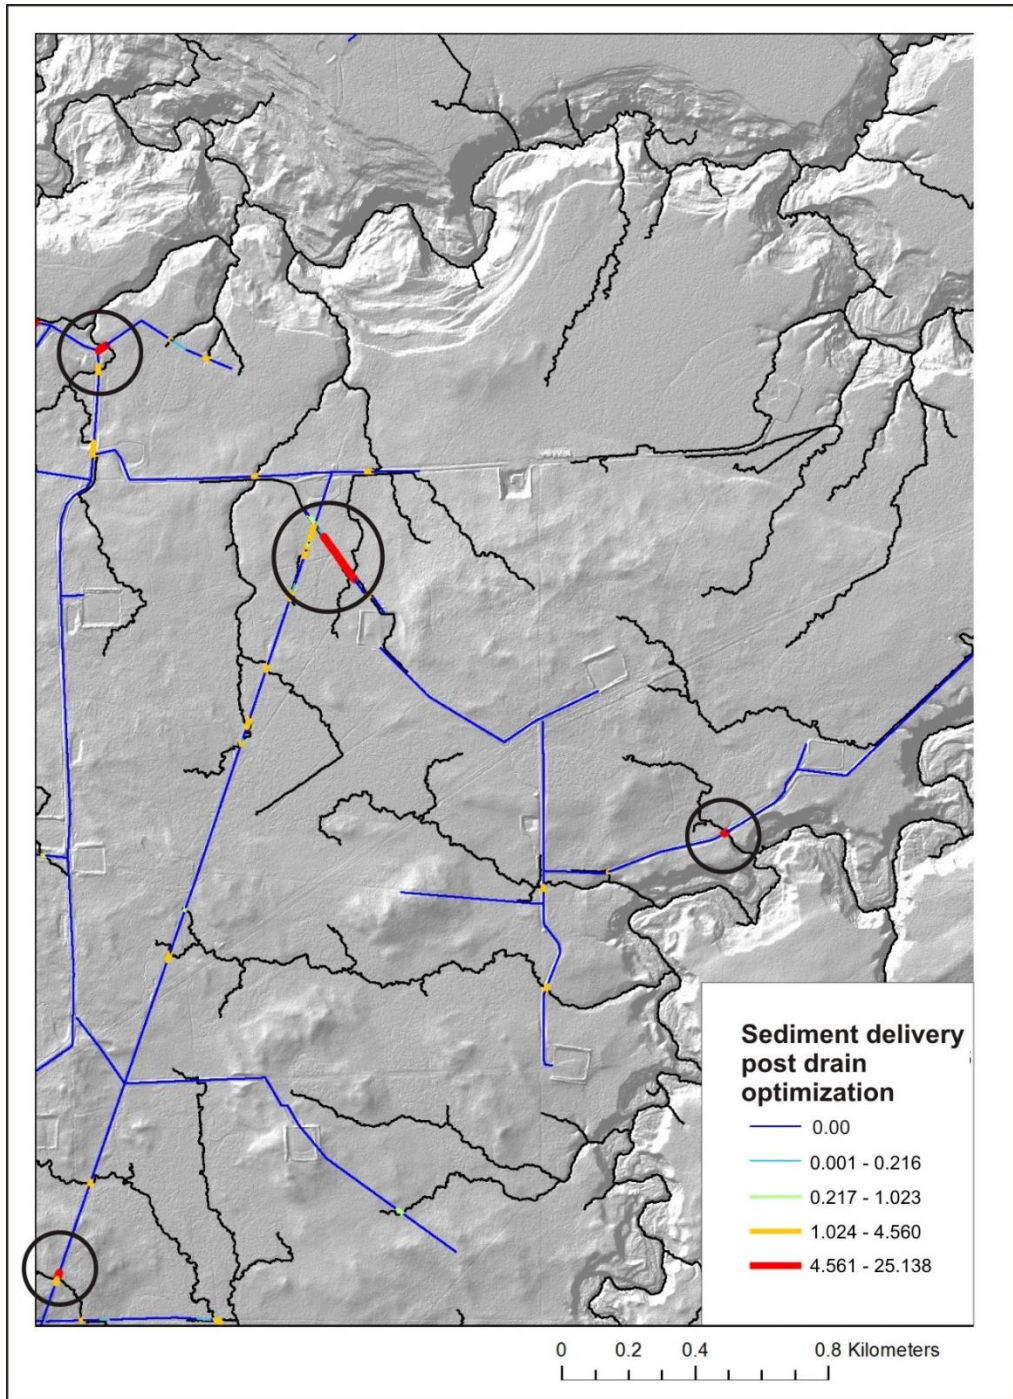 Sediment delivery
post drain
optimization
0.00
0.001 - 0.216
0.217 - 1.023
1.024 - 4.560
4.561 - 25.138
0 0.2 0.4 0.8 Kilometers